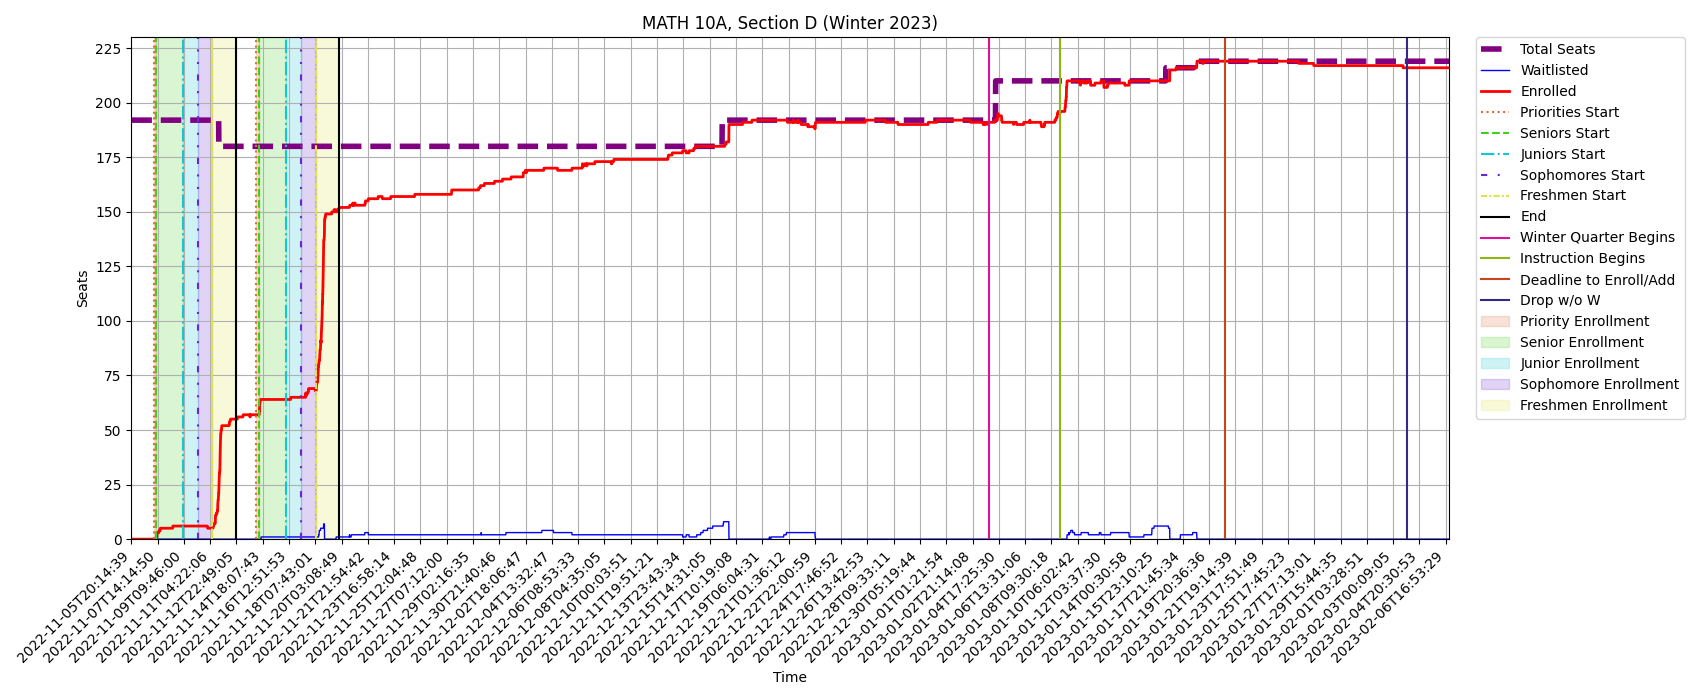 MATH 10A, Section D (Winter 2023)
Seats
225
200
175
150
125
100
75
50
25
0
2022-11-05T20:14:39
2022-11-07T14:14:50
2022-11-09T09:46:00
2022-11-11T04:22:06
2022-11-12T22:49:05
2022-11-14T18:07:43
2022-11-16T12:51:53
2022-11-18T07:43:01
2022-11-20T03:08:49
2022-11-21T21:54:42
2022-11-23T16:58:14
2022-11-25T12:04:48
2022-11-27T07:12:00
2022-11-29T02:16:35
2022-11-30T21:40:46
2022-12-02T18:06:47
2022-12-04T13:32:47
2022-12-06T08:53:33
2022-12-08T04:35:05
2022-12-10T00:03:51
2022-12-11T19:51:21
2022-12-13T23:43:34
2022-12-15T14:31:05
2022-12-17T10:19:08
2022-12-19T06:04:31
2022-12-21T01:36:12
2022-12-22T22:00:59
2022-12-24T17:46:52
2022-12-26T13:42:53
2022-12-28T09:33:11
2022-12-30T05:19:44
2023-01-01T01:21:54
2023-01-02T21:14:08
2023-01-04T17:25:30
2023-01-06T13:31:06
2023-01-08T09:30:18
2023-01-10T06:02:42
2023-01-12T03:37:30
2023-01-14T00:30:58
2023-01-15T23:10:25
2023-01-17T21:45:34
2023-01-19T20:36:36
2023-01-21T19:14:39
2023-01-23T17:51:49
2023-01-25T17:45:23
2023-01-27T17:13:01
2023-01-29T15:44:35
2023-02-01T03:28:51
2023-02-03T00:09:05
2023-02-04T20:30:53
2023-02-06T16:53:29
Time
Total Seats
Waitlisted
Enrolled
Priorities Start
Seniors Start
Juniors Start
Sophomores Start
Freshmen Start
End
Winter Quarter Begins
Instruction Begins
Deadline to Enroll/Add
Drop w/o W
Priority Enrollment
Senior Enrollment
Junior Enrollment
Sophomore Enrollment
Freshmen Enrollment